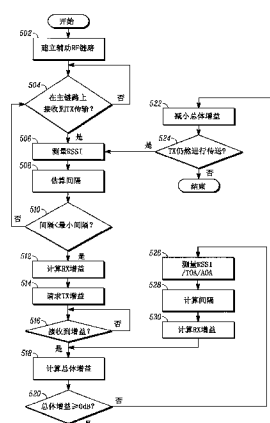 开始
502
建立辅助RF链路
504
在主链路上
接收到TX传输?
否
是
506
测量RSSI
508
估算间隔
510
间隔<最小间隔?
否
是
512
计算RX增益
514
请求TX增益
516
接收到增益?
否
是
518
计算总体增益
520
总体增益≥0dB?
否
是
522
减小总体增益
524
TX仍然进行传送?
是
否
结束
526
测量RSSI
/TOA/AOA
528
计算间隔
530
计算RX增益